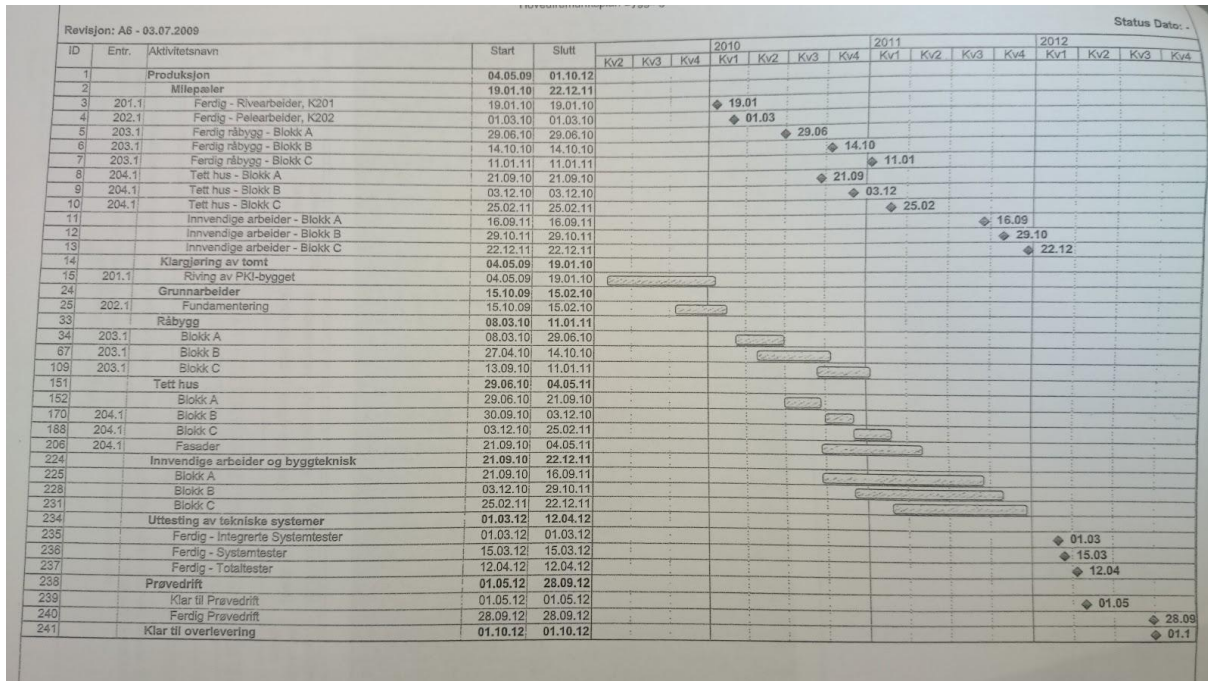 Status Dato: -
Revisjon: A6 - 03.07.2009
ID Entr. Aktivitetsnavn Start Slutt 2010 2011 2012
Kv2 Kv3 Kv4 Kv1 Kv2 Kv3 Kv4 Kv1 Kv2 Kv3 Kv4 Kv1 Kv2 Kv3 Kv4
1 Produksjon 04.05.09 01.10.12
2 Milepæler 19.01.10 22.12.11
3 201.1 Ferdig - Rivearbeider, K201 19.01.10 19.01.10 19.01
4 202.1 Ferdig - Pelearbeider, K202 01.03.10 01.03.10 01.03
5 203.1 Ferdig råbygg - Blokk A 29.06.10 29.06.10 29.06
6 203.1 Ferdig råbygg - Blokk B 14.10.10 14.10.10 14.10
7 203.1 Ferdig råbygg - Blokk C 11.01.11 11.01.11 11.01
8 204.1 Tett hus - Blokk A 21.09.10 21.09.10 21.09
9 204.1 Tett hus - Blokk B 03.12.10 03.12.10 03.12
10 204.1 Tett hus - Blokk C 25.02.11 25.02.11 25.02
11 Innvendige arbeider - Blokk A 16.09.11 16.09.11 16.09
12 Innvendige arbeider - Blokk B 29.10.11 29.10.11 29.10
13 Innvendige arbeider - Blokk C 22.12.11 22.12.11 22.12
14 Klargjøring av tomt 04.05.09 19.01.10
15 201.1 Riving av PKI-bygget 04.05.09 19.01.10
24 Grunnarbeider 15.10.09 15.02.10
25 202.1 Fundamentering 15.10.09 15.02.10
33 Råbygg 08.03.10 11.01.11
34 203.1 Blokk A 08.03.10 29.06.10
67 203.1 Blokk B 27.04.10 14.10.10
109 203.1 Blokk C 13.09.10 11.01.11
151 Tett hus 29.06.10 04.05.11
152 Blokk A 29.06.10 21.09.10
170 204.1 Blokk B 30.09.10 03.12.10
188 204.1 Blokk C 03.12.10 25.02.11
206 204.1 Fasader 21.09.10 04.05.11
224 Innvendige arbeider og byggteknisk 21.09.10 22.12.11
225 Blokk A 21.09.10 16.09.11
228 Blokk B 03.12.10 29.10.11
231 Blokk C 25.02.11 22.12.11
234 Uttesting av tekniske systemer 01.03.12 12.04.12
235 Ferdig - Integrerte Systemtester 01.03.12 01.03.12 01.03
236 Ferdig - Systemtester 15.03.12 15.03.12 15.03
237 Ferdig - Totaltester 12.04.12 12.04.12 12.04
238 Prøvedrift 01.05.12 28.09.12
239 Klar til Prøvedrift 01.05.12 01.05.12 01.05
240 Ferdig Prøvedrift 28.09.12 28.09.12 28.09
241 Klar til overlevering 01.10.12 01.10.12 01.1